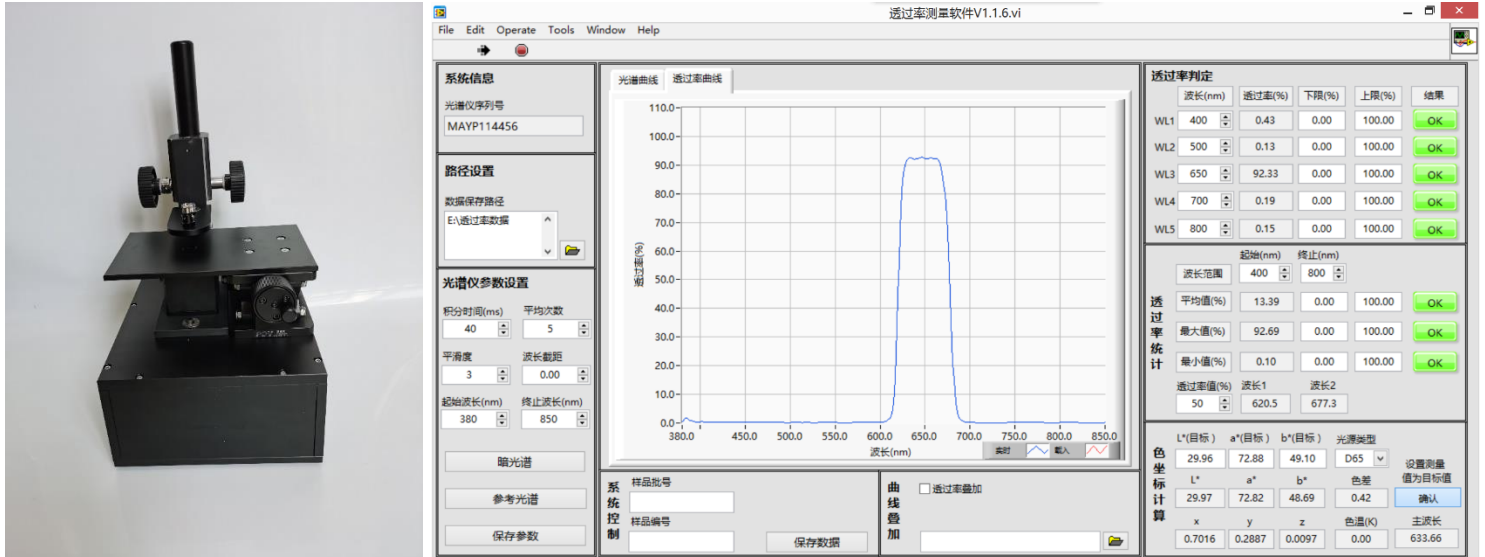 透过率测量软件V1.1.6.vi
File Edit Operate Tools Window Help
系统信息
光谱仪序列号
MAYP114456
路径设置
数据保存路径
E:\透过率数据
光谱仪参数设置
积分时间(ms) 平均次数
40 5
平滑度 波长截距
3 0.00
起始波长(nm) 终止波长(nm)
380 850
暗光谱
参考光谱
保存参数
光谱曲线 透过率曲线
透过率(%)
110.0
100.0
90.0
80.0
70.0
60.0
50.0
40.0
30.0
20.0
10.0
0.0
380.0 450.0 500.0 550.0 600.0 650.0 700.0 750.0 800.0 850.0
波长(nm)
实时 载入
系统控制
样品批号
样品编号
保存数据
曲线叠加
透过率叠加
透过率判定
波长(nm) 透过率(%) 下限(%) 上限(%) 结果
WL1 400 0.43 0.00 100.00 OK
WL2 500 0.13 0.00 100.00 OK
WL3 650 92.33 0.00 100.00 OK
WL4 700 0.19 0.00 100.00 OK
WL5 800 0.15 0.00 100.00 OK
透过率统计
起始(nm) 终止(nm)
波长范围 400 800
平均值(%) 13.39 0.00 100.00 OK
最大值(%) 92.69 0.00 100.00 OK
最小值(%) 0.10 0.00 100.00 OK
透过率值(%) 波长1 波长2
50 620.5 677.3
色坐标计算
L*(目标) a*(目标) b*(目标) 光源类型
29.96 72.88 49.10 D65
设置测量
值为目标值
L* a* b* 色差
29.97 72.82 48.69 0.42 确认
x y z 色温(K) 主波长
0.7016 0.2887 0.0097 0.00 633.66